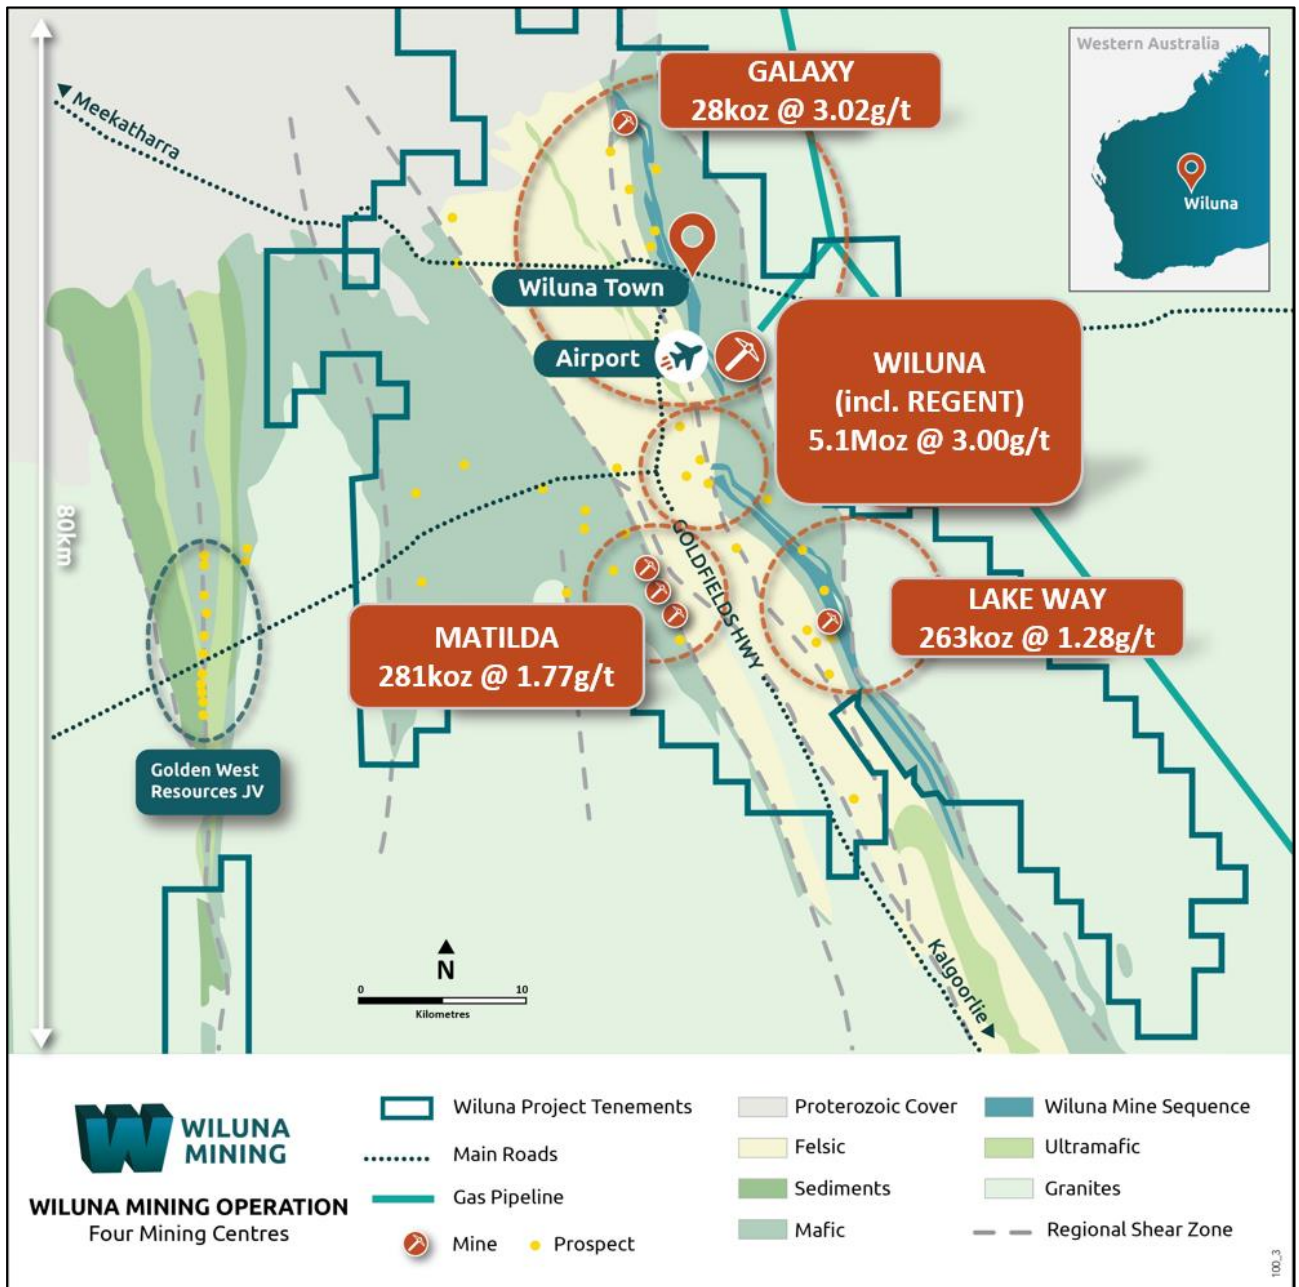 Western Australia
Wiluna
Meekatharra
GALAXY
28koz @ 3.02g/t
Wiluna Town
Airport
WILUNA
(incl. REGENT)
5.1Moz @ 3.00g/t
80km
GOLDFIELDS HWY
MATILDA
281koz @ 1.77g/t
LAKE WAY
263koz @ 1.28g/t
Golden West
Resources JV
Kalgoorlie
N
0 10
Kilometres
WILUNA
MINING
WILUNA MINING OPERATION
Four Mining Centres
Wiluna Project Tenements
Main Roads
Gas Pipeline
Mine
Prospect
Proterozoic Cover
Felsic
Sediments
Mafic
Wiluna Mine Sequence
Ultramafic
Granites
Regional Shear Zone
100_3